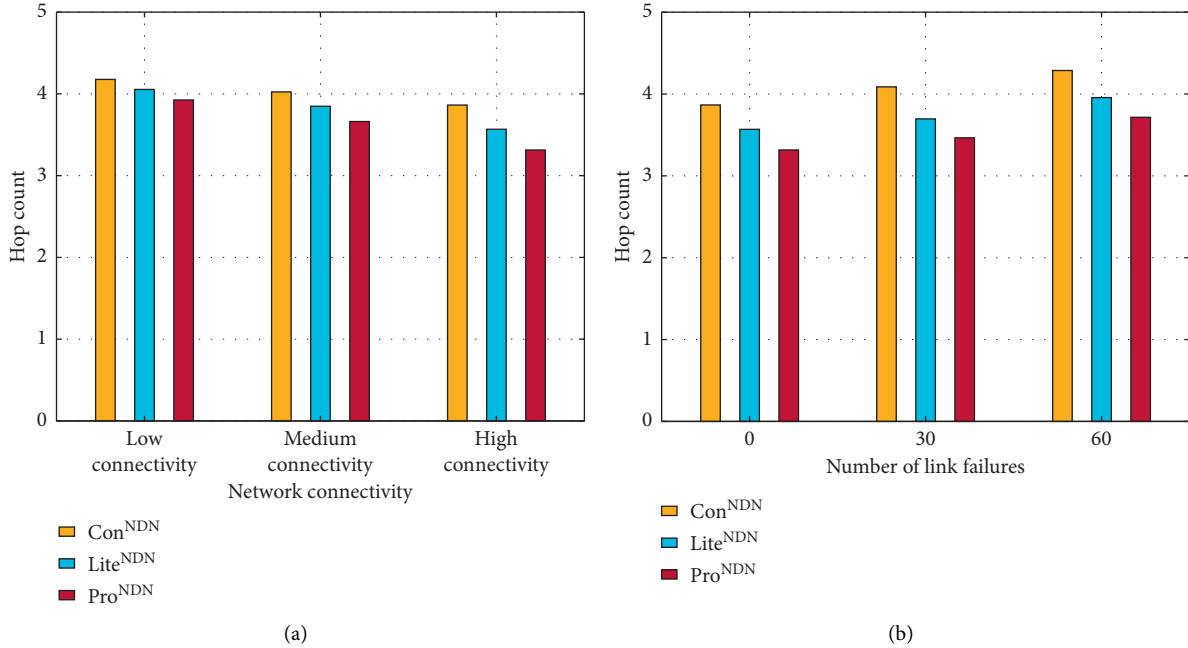 5
4
3
2
1
0
Hop count
Low connectivity
Medium connectivity
High connectivity
Network connectivity
Con^NDN
Lite^NDN
Pro^NDN
(a)
5
4
3
2
1
0
Hop count
0 30 60
Number of link failures
Con^NDN
Lite^NDN
Pro^NDN
(b)